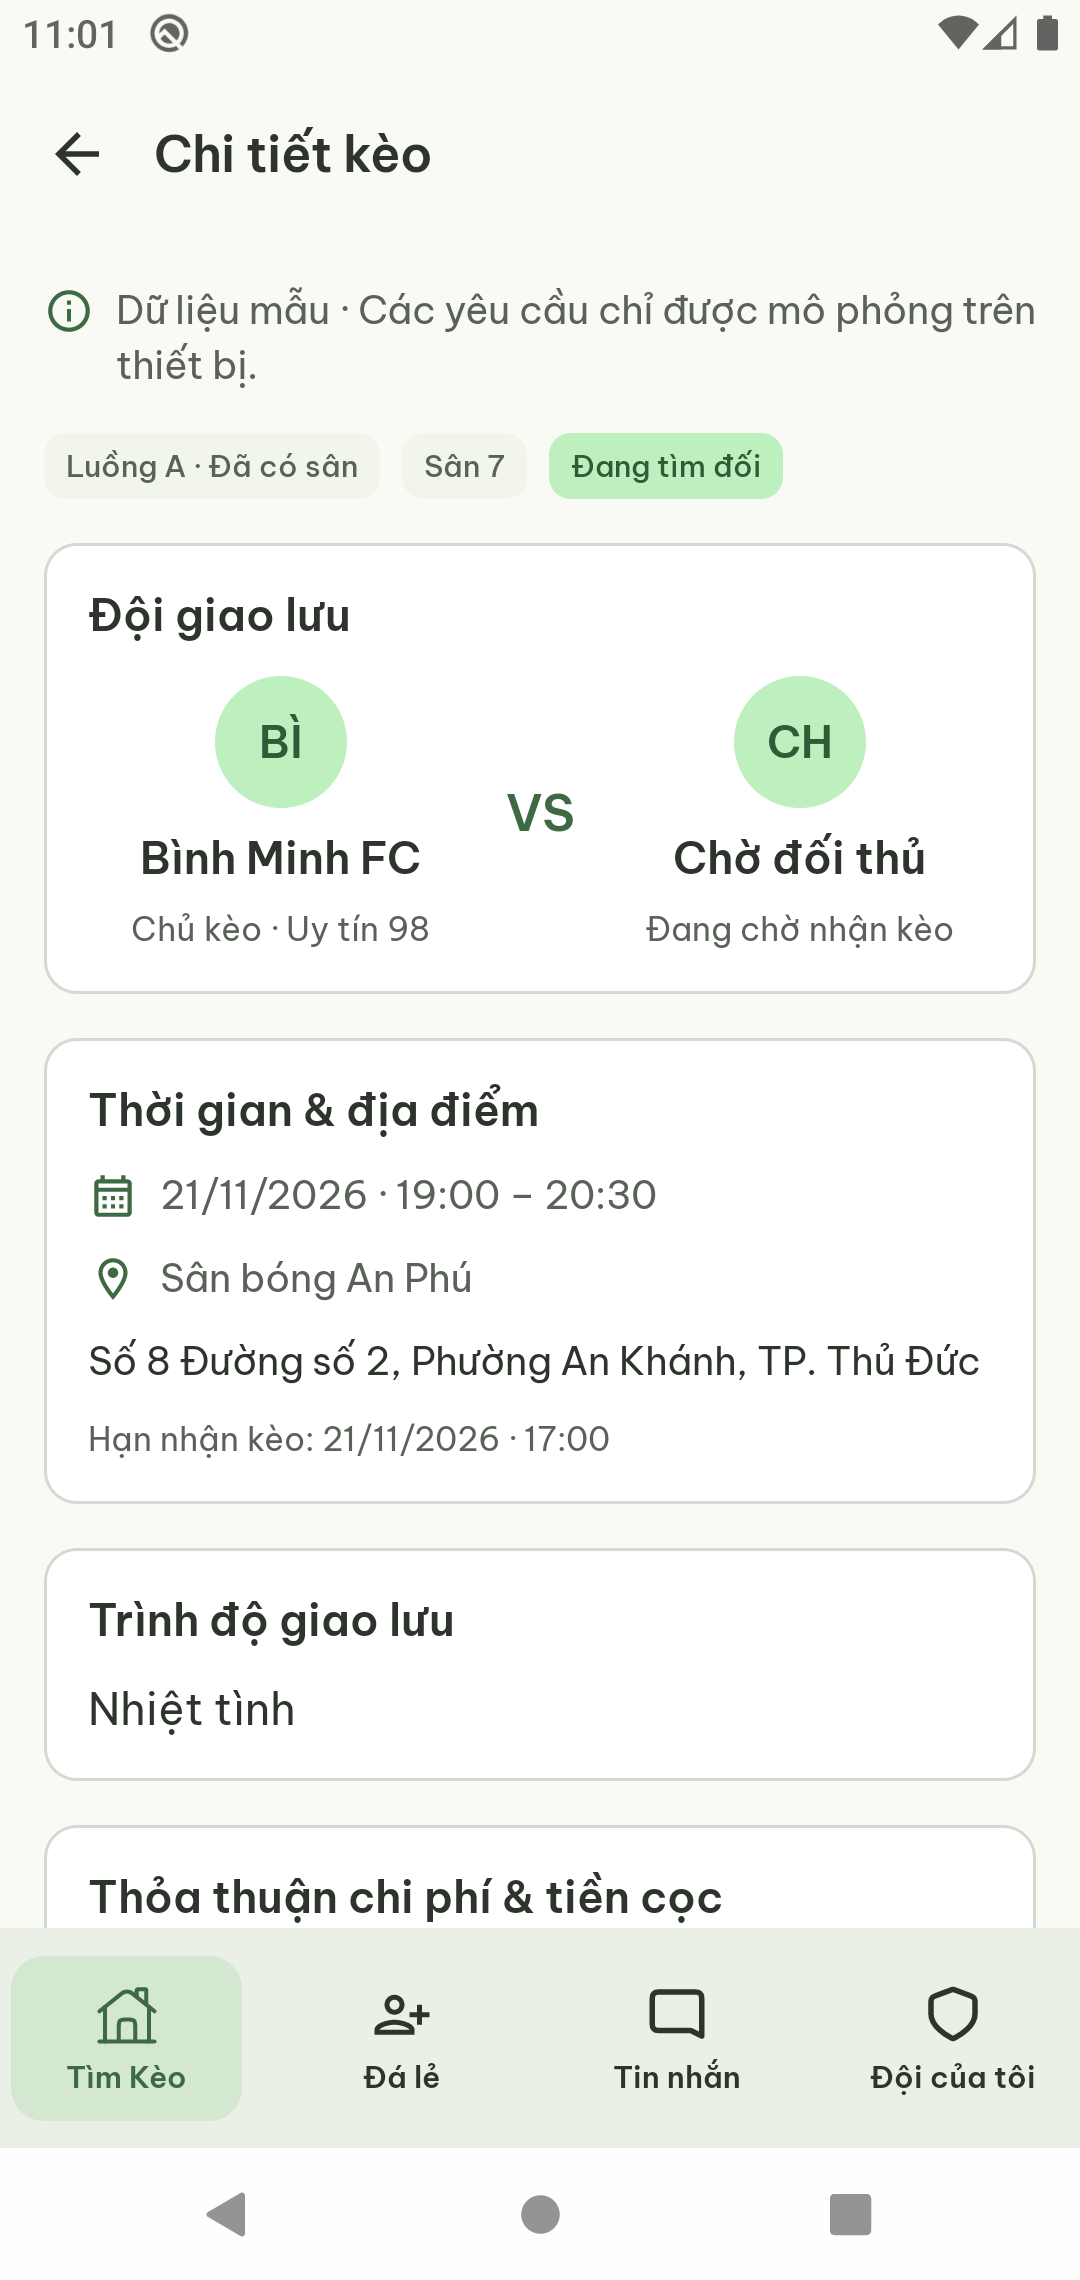 11:01
Chi tiết kèo
Dữ liệu mẫu · Các yêu cầu chỉ được mô phỏng trên
thiết bị.
Luồng A · Đã có sân
Sân 7
Đang tìm đối
Đội giao lưu
BÌ
CH
VS
Bình Minh FC
Chờ đối thủ
Chủ kèo · Uy tín 98
Đang chờ nhận kèo
Thời gian & địa điểm
21/11/2026 · 19:00 – 20:30
Sân bóng An Phú
Số 8 Đường số 2, Phường An Khánh, TP. Thủ Đức
Hạn nhận kèo: 21/11/2026 · 17:00
Trình độ giao lưu
Nhiệt tình
Thỏa thuận chi phí & tiền cọc
Tìm Kèo
Đá lẻ
Tin nhắn
Đội của tôi